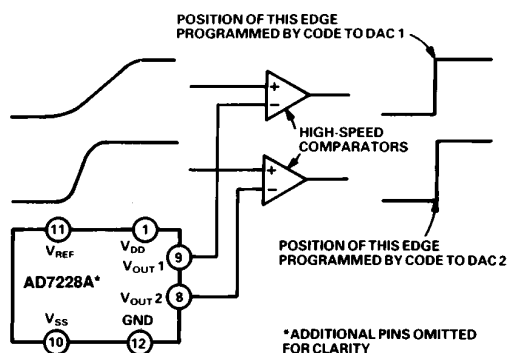 POSITION OF THIS EDGE
PROGRAMMED BY CODE TO DAC 1
+
−
HIGH-SPEED
COMPARATORS
+
−
11
1
VREF
VDD
VOUT 1
9
AD7228A*
VOUT 2
8
VSS
GND
10
12
POSITION OF THIS EDGE
PROGRAMMED BY CODE TO DAC 2
*ADDITIONAL PINS OMITTED
FOR CLARITY